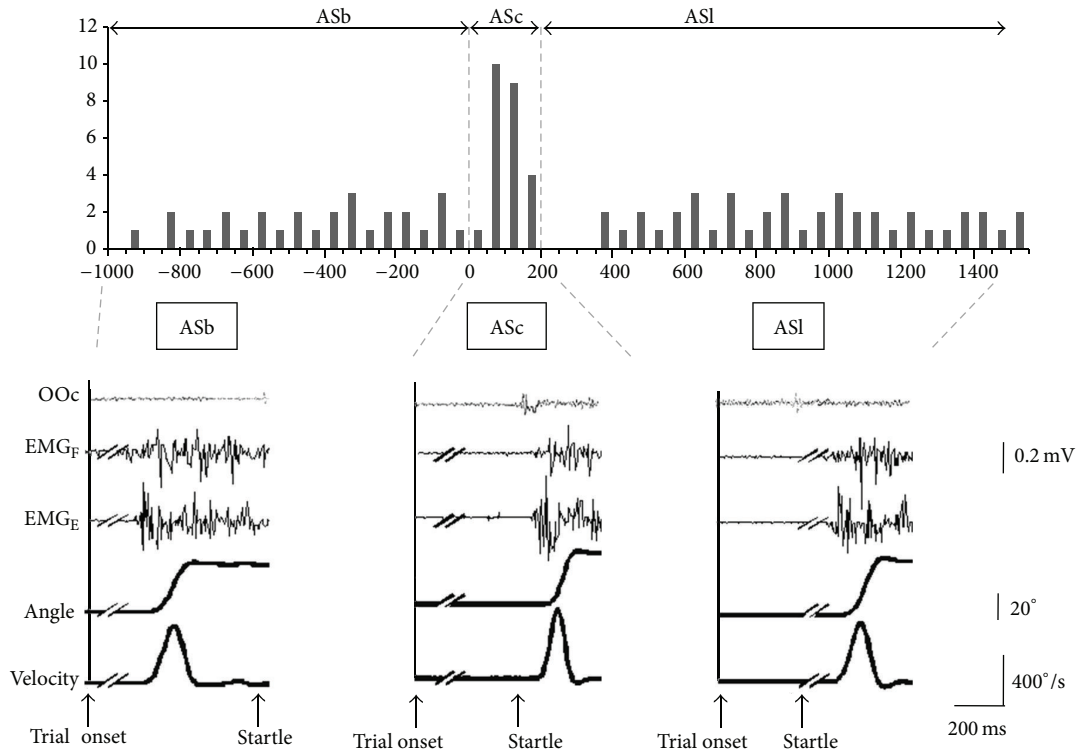 ASb ASc ASl
12
10
8
6
4
2
0
−1000 −800 −600 −400 −200 0 200 400 600 800 1000 1200 1400
ASb ASc ASl
OOc
EMG_F
0.2 mV
EMG_E
Angle
20°
Velocity
400°/s
Trial onset Startle Trial onset Startle Trial onset Startle
200 ms